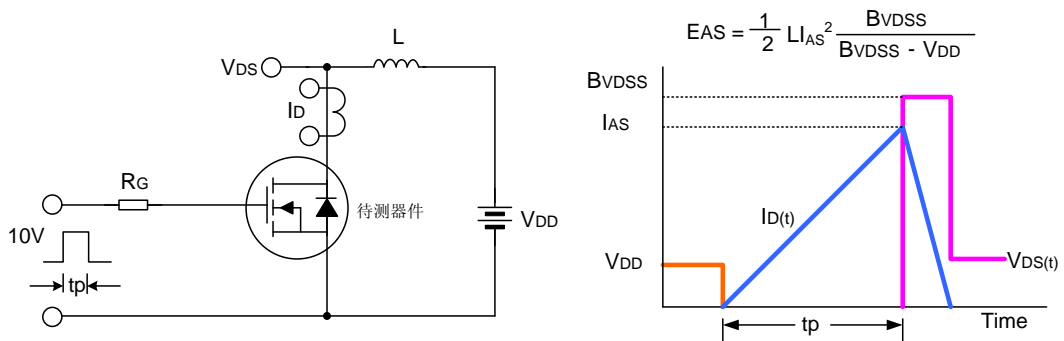 VDS
L
ID
RG
10V
tp
待测器件
VDD
EAS = 1/2 LIAS² BVDSS / (BVDSS - VDD)
BVDSS
IAS
ID(t)
VDD
VDS(t)
tp
Time